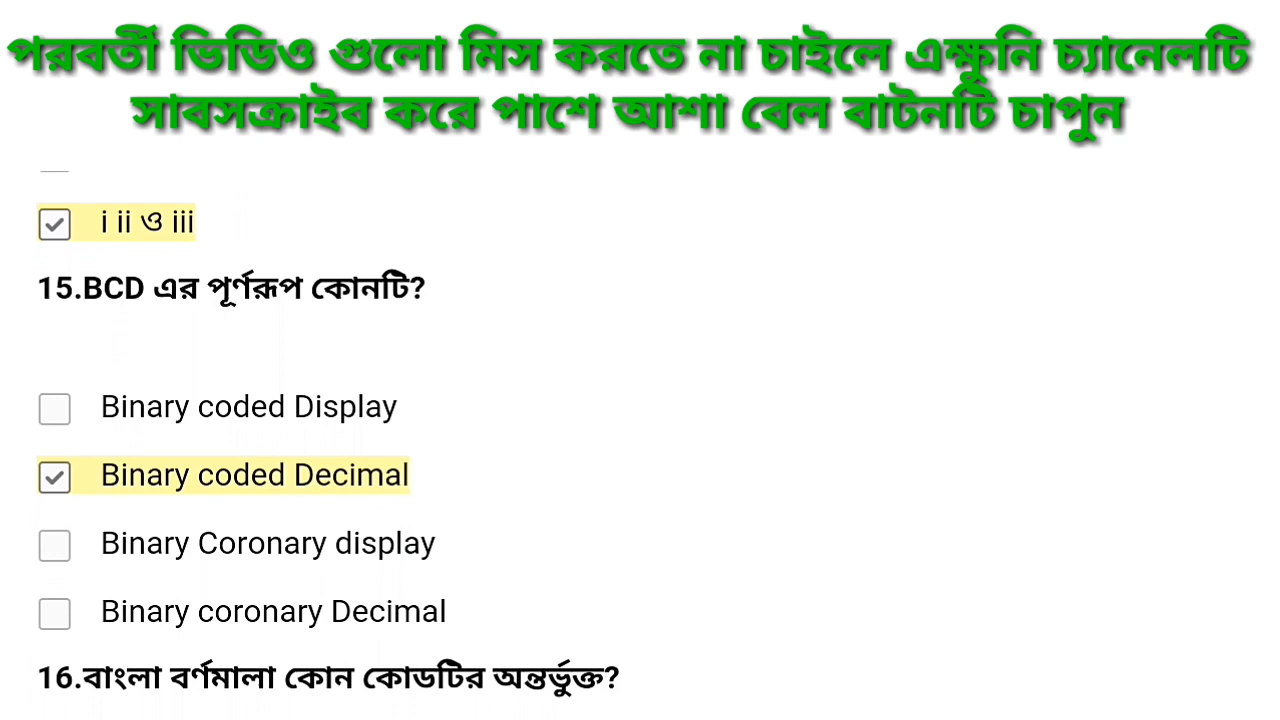 পরবর্তী ভিডিও গুলো মিস করতে না চাইলে এক্ষুনি চ্যানেলটি
সাবসক্রাইব করে পাশে আশা বেল বাটনটি চাপুন
i ii ও iii
15.BCD এর পূর্ণরূপ কোনটি?
Binary coded Display
Binary coded Decimal
Binary Coronary display
Binary coronary Decimal
16.বাংলা বর্ণমালা কোন কোডটির অন্তর্ভুক্ত?